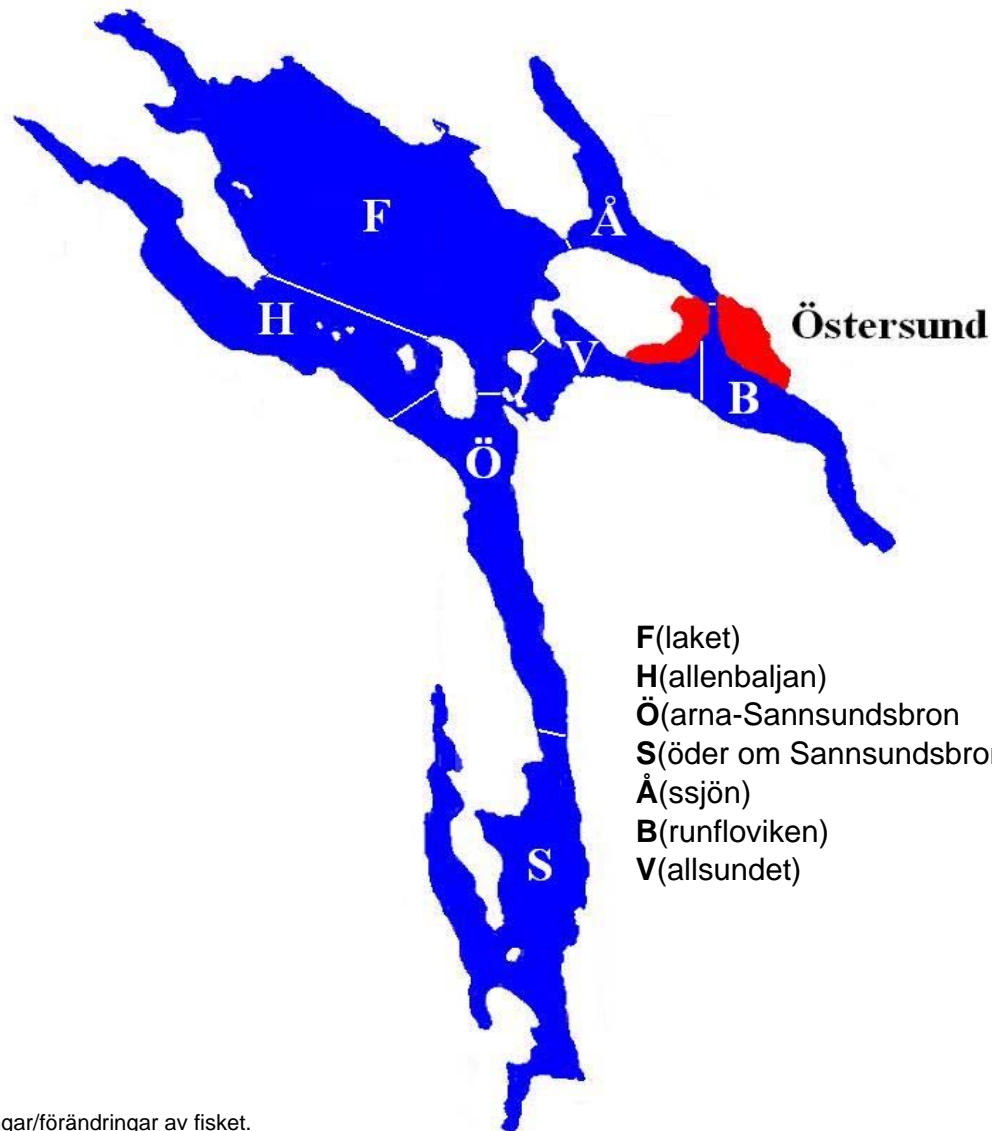 F
Å
H
Östersund
V
B
Ö
F(laket)
H(allenbaljan)
Ö(arna-Sannsundsbron
S(öder om Sannsundsbron
Å(ssjön)
B(runfloviken)
V(allsundet)
S
gar/förändringar av fisket.